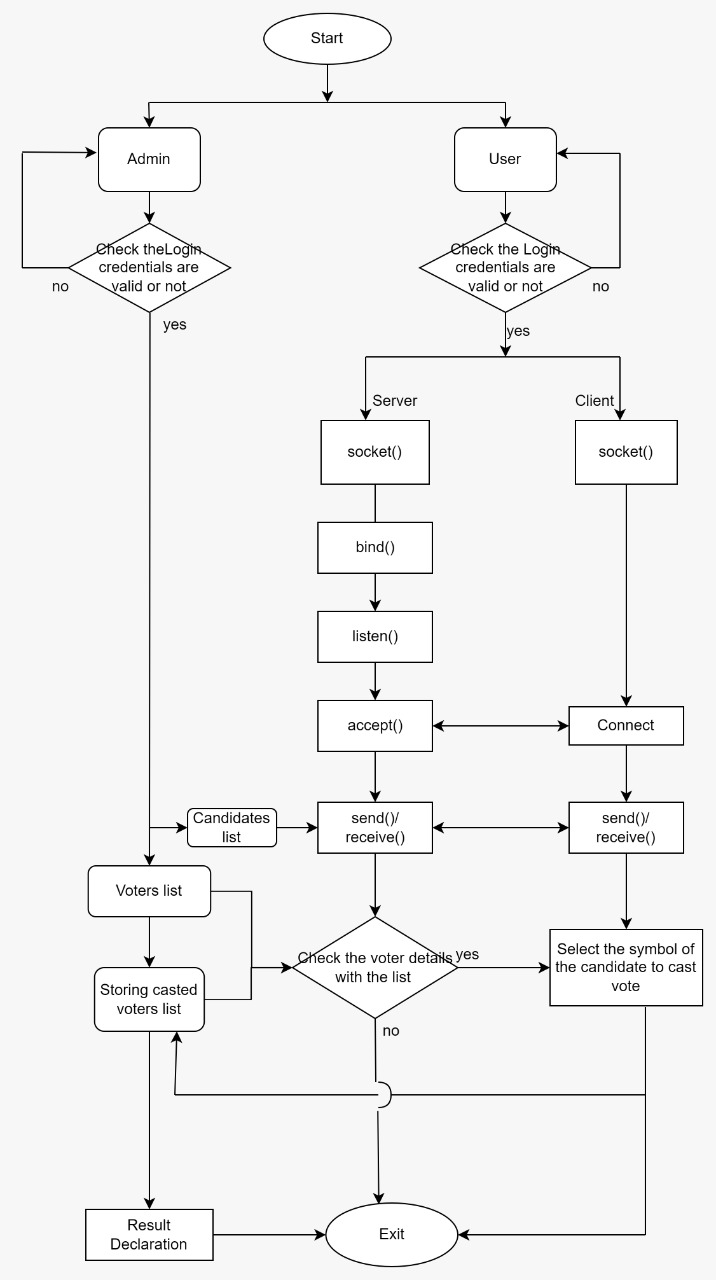 Start
Admin
User
Check theLogin
credentials are
valid or not
no
yes
Check the Login
credentials are
valid or not
no
yes
Server
Client
socket()
socket()
bind()
listen()
accept()
Connect
Candidates
list
send()/
receive()
send()/
receive()
Voters list
Check the voter details
with the list
yes
no
Select the symbol of
the candidate to cast
vote
Storing casted
voters list
Result
Declaration
Exit